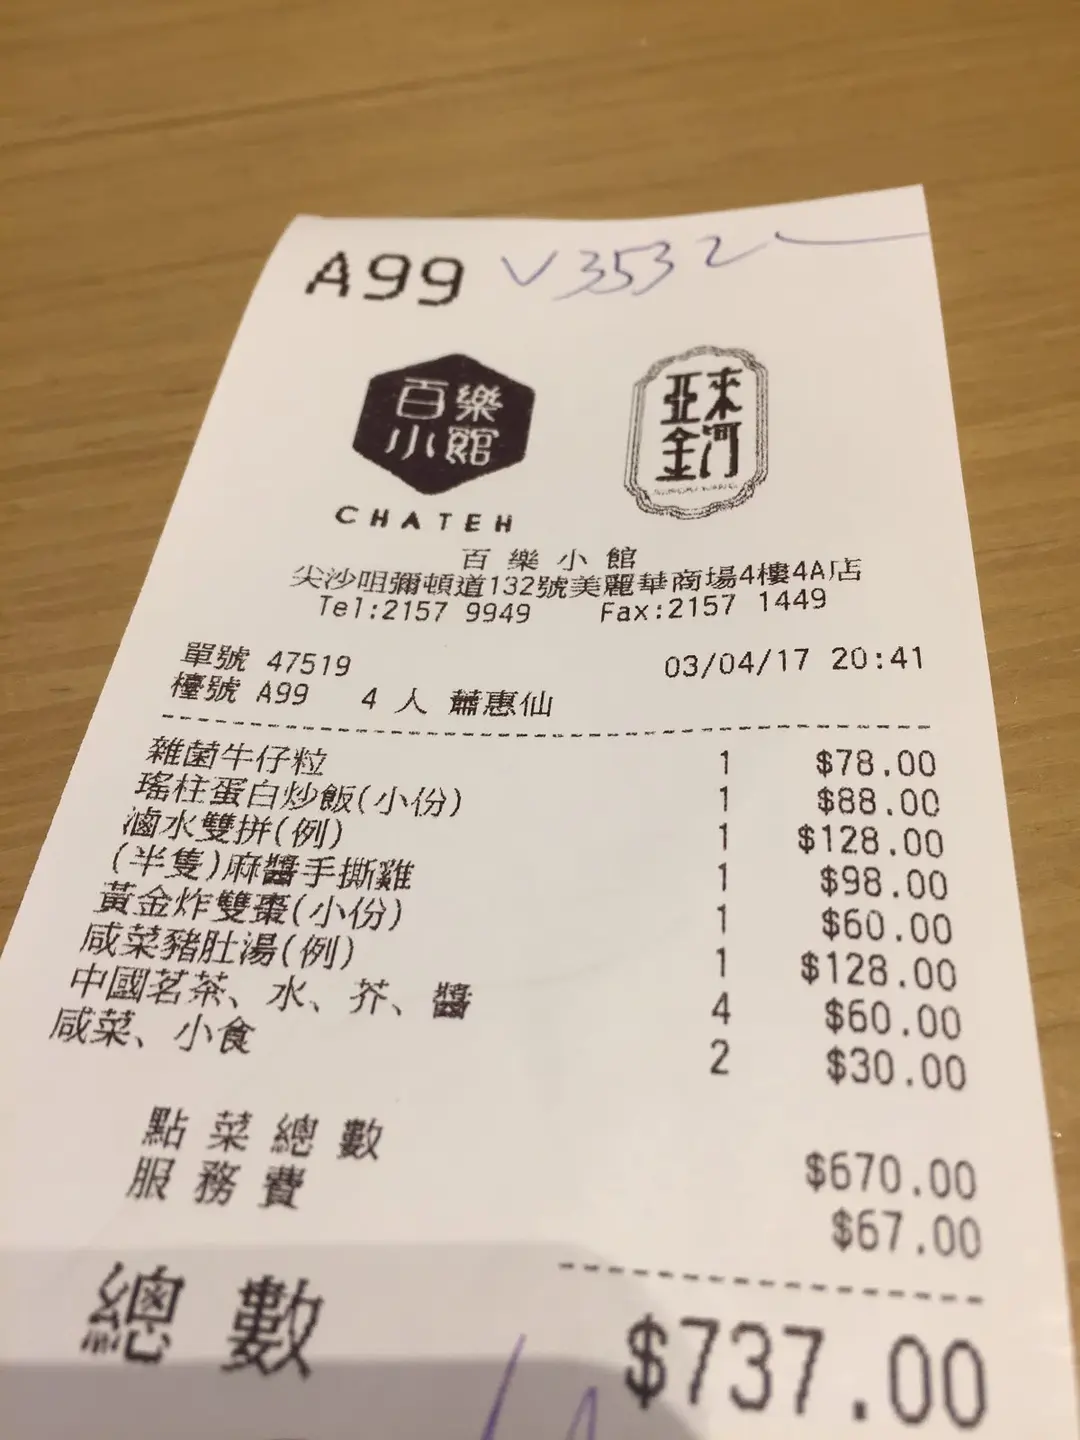 A99 V3532
百樂
小館
CHATEH
亞來
金河
百樂小館
尖沙咀彌頓道132號美麗華商場4樓4A店
Tel:2157 9949 Fax:2157 1449
單號 47519 03/04/17 20:41
檯號 A99 4 人 蕭惠仙
雜菌牛仔粒 1 $78.00
瑤柱蛋白炒飯(小份) 1 $88.00
滷水雙拼(例) 1 $128.00
(半隻)麻醬手撕雞 1 $98.00
黃金炸雙棗(小份) 1 $60.00
咸菜豬肚湯(例) 1 $128.00
中國茗茶、水、芥、醬 4 $60.00
咸菜、小食 2 $30.00
點菜總數 $670.00
服務費 $67.00
總數 $737.00